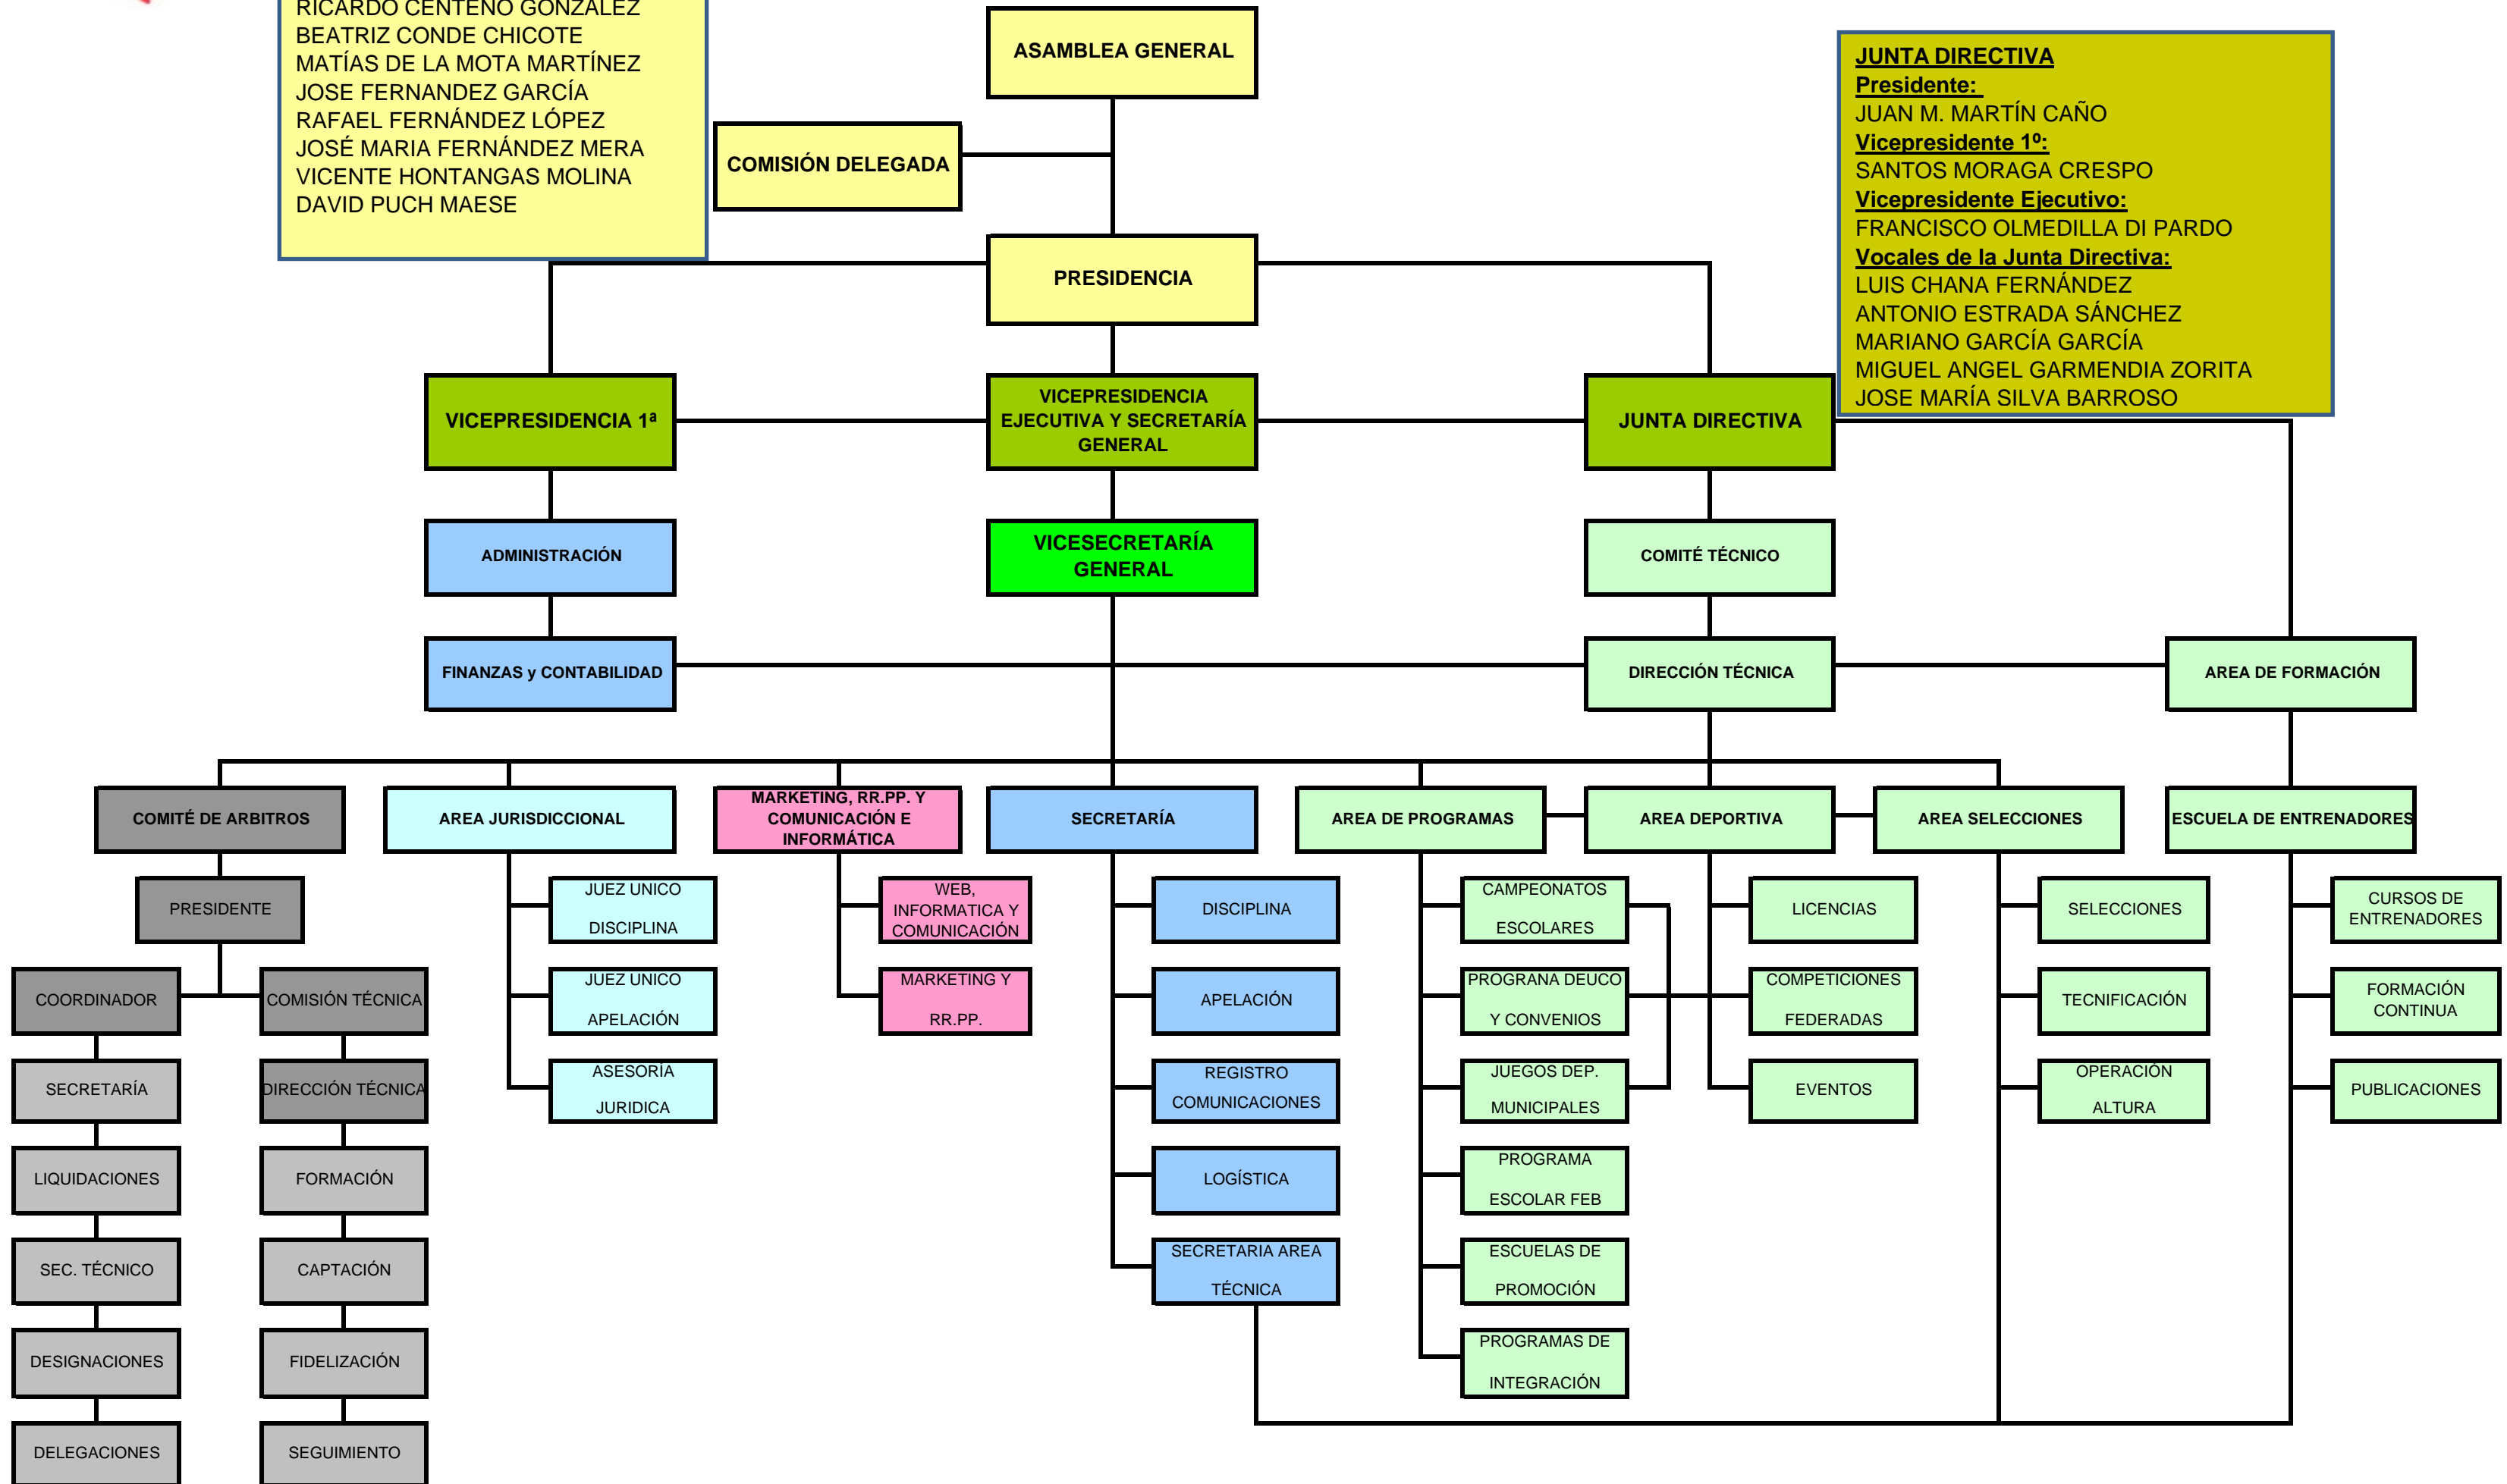 RICARDO CENTENO GONZÁLEZ
BEATRIZ CONDE CHICOTE
MATÍAS DE LA MOTA MARTÍNEZ
JOSE FERNANDEZ GARCÍA
RAFAEL FERNÁNDEZ LÓPEZ
JOSÉ MARIA FERNÁNDEZ MERA
VICENTE HONTANGAS MOLINA
DAVID PUCH MAESE
ASAMBLEA GENERAL
COMISIÓN DELEGADA
PRESIDENCIA
JUNTA DIRECTIVA
Presidente:
JUAN M. MARTÍN CAÑO
Vicepresidente 1º:
SANTOS MORAGA CRESPO
Vicepresidente Ejecutivo:
FRANCISCO OLMEDILLA DI PARDO
Vocales de la Junta Directiva:
LUIS CHANA FERNÁNDEZ
ANTONIO ESTRADA SÁNCHEZ
MARIANO GARCÍA GARCÍA
MIGUEL ANGEL GARMENDIA ZORITA
JOSE MARÍA SILVA BARROSO
VICEPRESIDENCIA 1ª
VICEPRESIDENCIA
EJECUTIVA Y SECRETARÍA
GENERAL
JUNTA DIRECTIVA
ADMINISTRACIÓN
VICESECRETARÍA
GENERAL
COMITÉ TÉCNICO
FINANZAS y CONTABILIDAD
DIRECCIÓN TÉCNICA
AREA DE FORMACIÓN
COMITÉ DE ARBITROS
AREA JURISDICCIONAL
MARKETING, RR.PP. Y
COMUNICACIÓN E
INFORMÁTICA
SECRETARÍA
AREA DE PROGRAMAS
AREA DEPORTIVA
AREA SELECCIONES
ESCUELA DE ENTRENADORES
PRESIDENTE
COORDINADOR
COMISIÓN TÉCNICA
SECRETARÍA
DIRECCIÓN TÉCNICA
LIQUIDACIONES
FORMACIÓN
SEC. TÉCNICO
CAPTACIÓN
DESIGNACIONES
FIDELIZACIÓN
DELEGACIONES
SEGUIMIENTO
JUEZ UNICO
DISCIPLINA
JUEZ UNICO
APELACIÓN
ASESORÍA
JURIDICA
WEB,
INFORMATICA Y
COMUNICACIÓN
MARKETING Y
RR.PP.
DISCIPLINA
APELACIÓN
REGISTRO
COMUNICACIONES
LOGÍSTICA
SECRETARIA AREA
TÉCNICA
CAMPEONATOS
ESCOLARES
PROGRANA DEUCO
Y CONVENIOS
JUEGOS DEP.
MUNICIPALES
PROGRAMA
ESCOLAR FEB
ESCUELAS DE
PROMOCIÓN
PROGRAMAS DE
INTEGRACIÓN
LICENCIAS
COMPETICIONES
FEDERADAS
EVENTOS
SELECCIONES
TECNIFICACIÓN
OPERACIÓN
ALTURA
CURSOS DE
ENTRENADORES
FORMACIÓN
CONTINUA
PUBLICACIONES